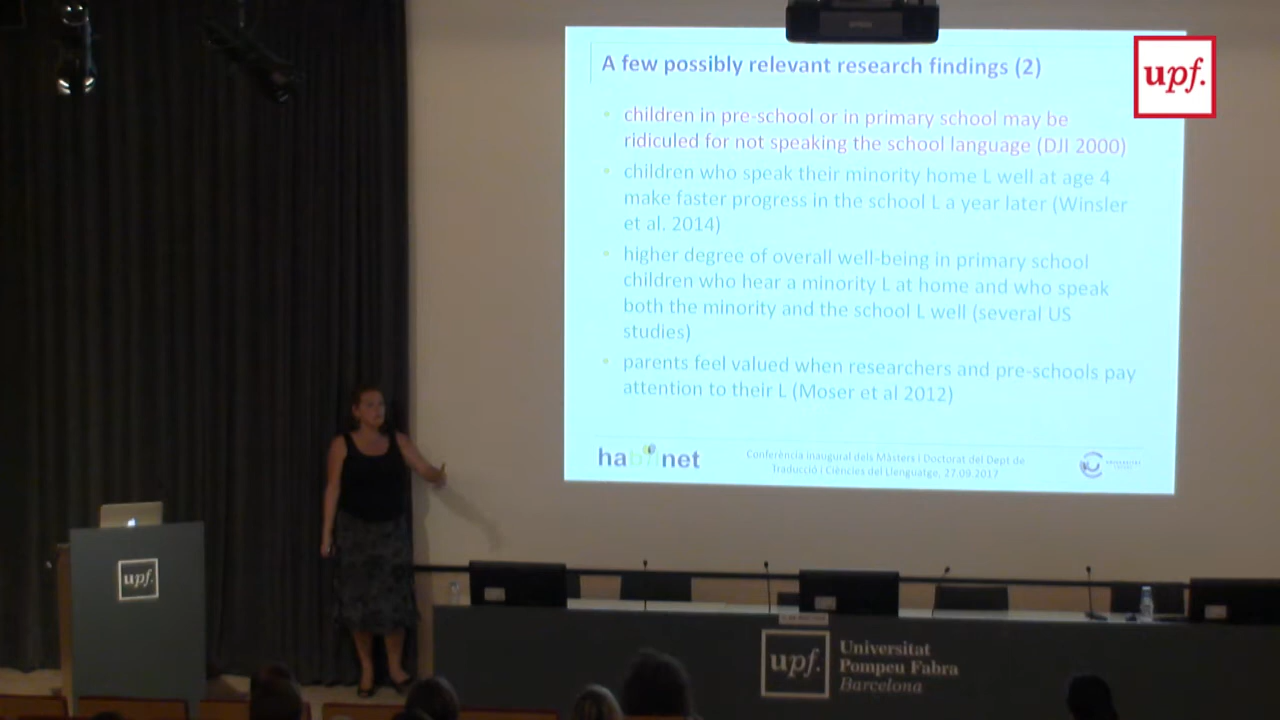 A few possibly relevant research findings (2)
upf.
children in pre-school or in primary school may be
ridiculed for not speaking the school language (DJI 2000)
children who speak their minority home L well at age 4
make faster progress in the school L a year later (Winsler
et al. 2014)
higher degree of overall well-being in primary school
children who hear a minority L at home and who speak
both the minority and the school L well (several US
studies)
parents feel valued when researchers and pre-schools pay
attention to their L (Moser et al 2012)
habilnet
Conferència inaugural dels Màsters i Doctorat del Dept de
Traducció i Ciències del Llenguatge, 27.09.2017
upf.
upf.
Universitat
Pompeu Fabra
Barcelona